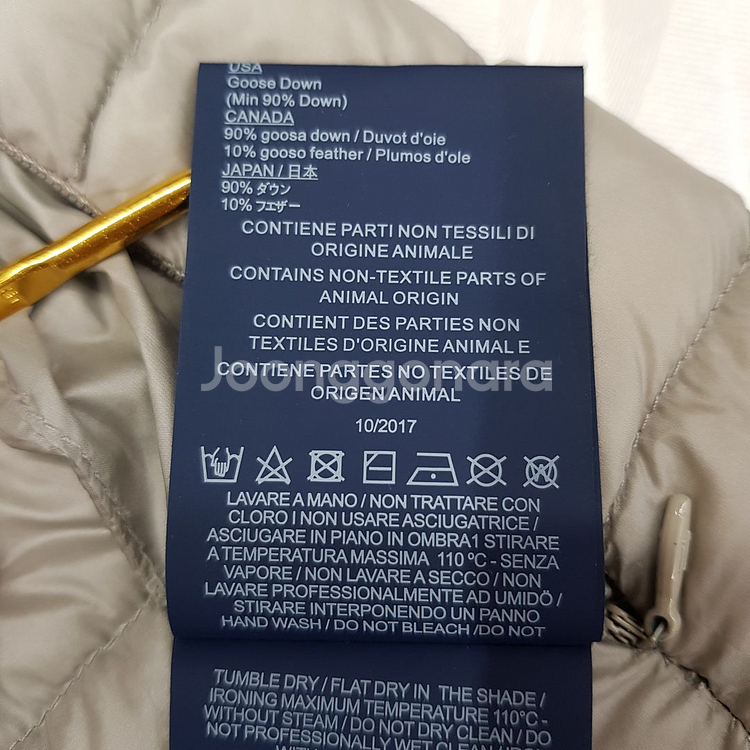 USA
Goose Down
(Min 90% Down)
CANADA
90% goosa down / Duvot d'oie
10% gooso feather / Plumos d'oie
JAPAN / 日本
90% ダウン
10% フェザー
CONTIENE PARTI NON TESSILI DI
ORIGINE ANIMALE
CONTAINS NON-TEXTILE PARTS OF
ANIMAL ORIGIN
CONTIENT DES PARTIES NON
TEXTILES D'ORIGINE ANIMAL E
CONTIENE PARTES NO TEXTILES DE
ORIGEN ANIMAL
Joonggonara
10/2017
LAVARE A MANO / NON TRATTARE CON
CLORO I NON USARE ASCIUGATRICE /
ASCIUGARE IN PIANO IN OMBRA1 STIRARE
A TEMPERATURA MASSIMA 110 ºC - SENZA
VAPORE / NON LAVARE A SECCO / NON
LAVARE PROFESSIONALMENTE AD UMIDÖ /
STIRARE INTERPONENDO UN PANNO
HAND WASH / DO NOT BLEACH /DO NOT
TUMBLE DRY / FLAT DRY IN THE SHADE /
IRONING MAXIMUM TEMPERATURE 110°C -
WITHOUT STEAM / DO NOT DRY CLEAN / DO
NOT PROFESSIONALLY WET CLEAN /